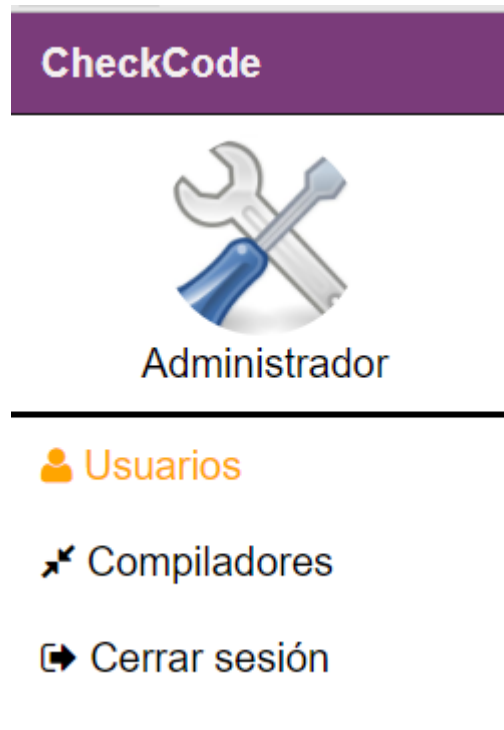 CheckCode
Administrador
Usuarios
Compiladores
Cerrar sesión